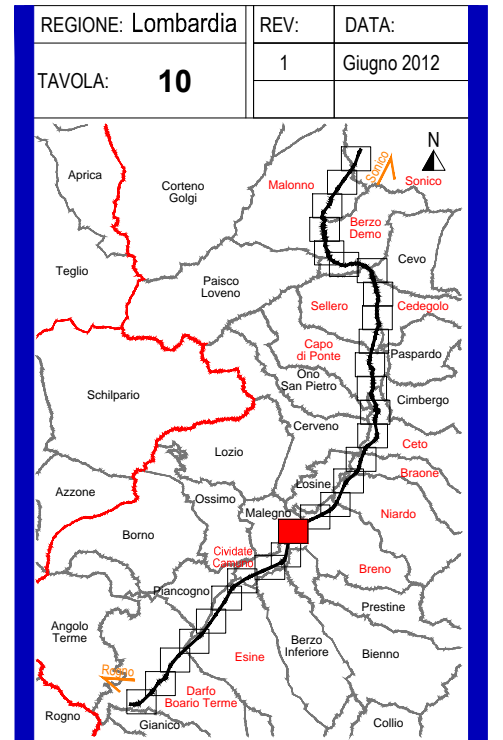 REGIONE: Lombardia
REV:
DATA:
TAVOLA: 10
1
Giugno 2012
N
Sonico
Aprica
Corteno
Golgi
Malonno
Sonico
Berzo
Demo
Cevo
Teglio
Paisco
Loveno
Sellero
Cedegolo
Capo
di Ponte
Paspardo
Ono
San Pietro
Schilpario
Cimbergo
Cerveno
Ceto
Lozio
Braone
Losine
Azzone
Ossimo
Malegno
Niardo
Borno
Cividate
Camuno
Breno
Piancogno
Prestine
Angolo
Terme
Berzo
Inferiore
Bienno
Esine
Rogno
Darfo
Boario Terme
Rogno
Gianico
Collio